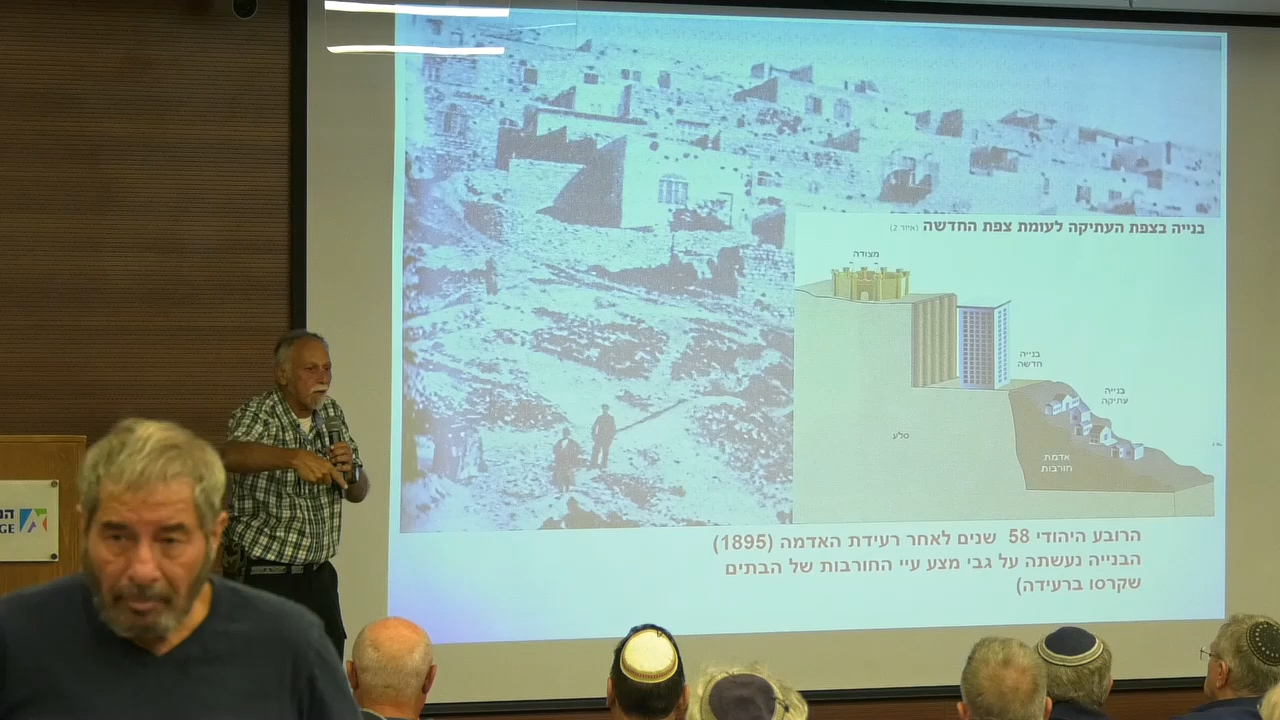 בנייה בצפת העתיקה לעומת צפת החדשה (איור 2)
מצודה
בנייה
חדשה
בנייה
עתיקה
סלע
אדמת
חורבות
הרובע היהודי 58 שנים לאחר רעידת האדמה (1895)
הבנייה נעשתה על גבי מצע עיי החורבות של הבתים
שקרסו ברעידה)
GE